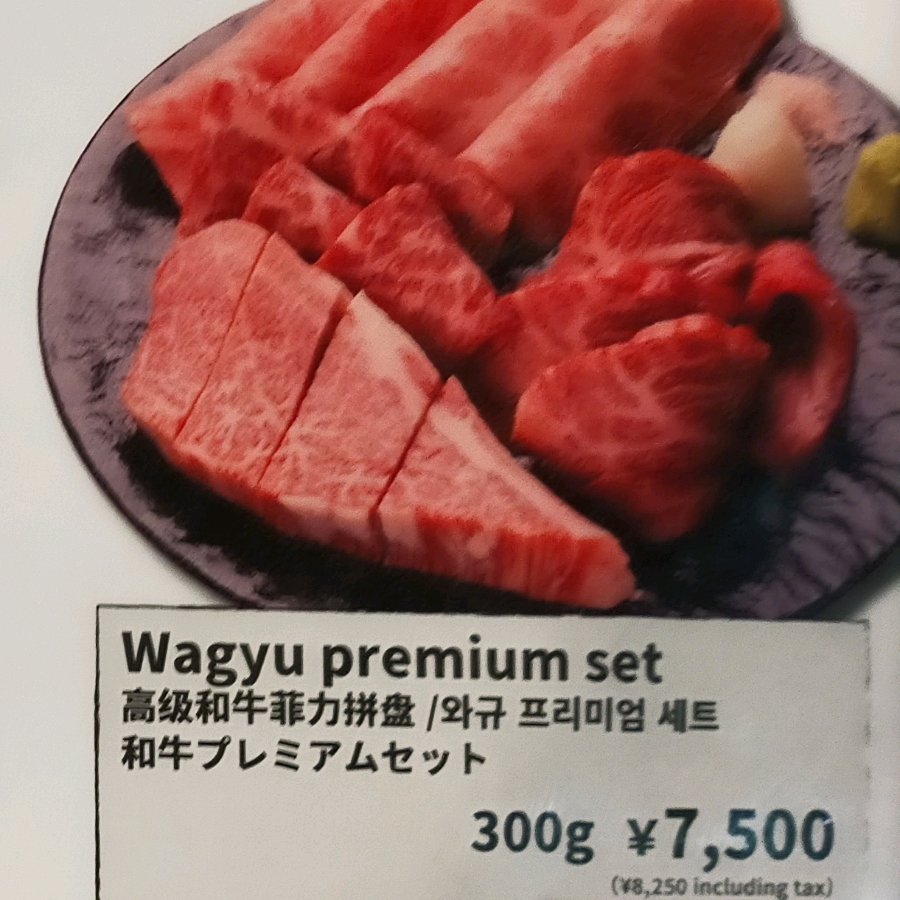 Wagyu premium set
高级和牛菲力拼盘 /와규 프리미엄 세트
和牛プレミアムセット
300g ¥7,500
(¥8,250 including tax)